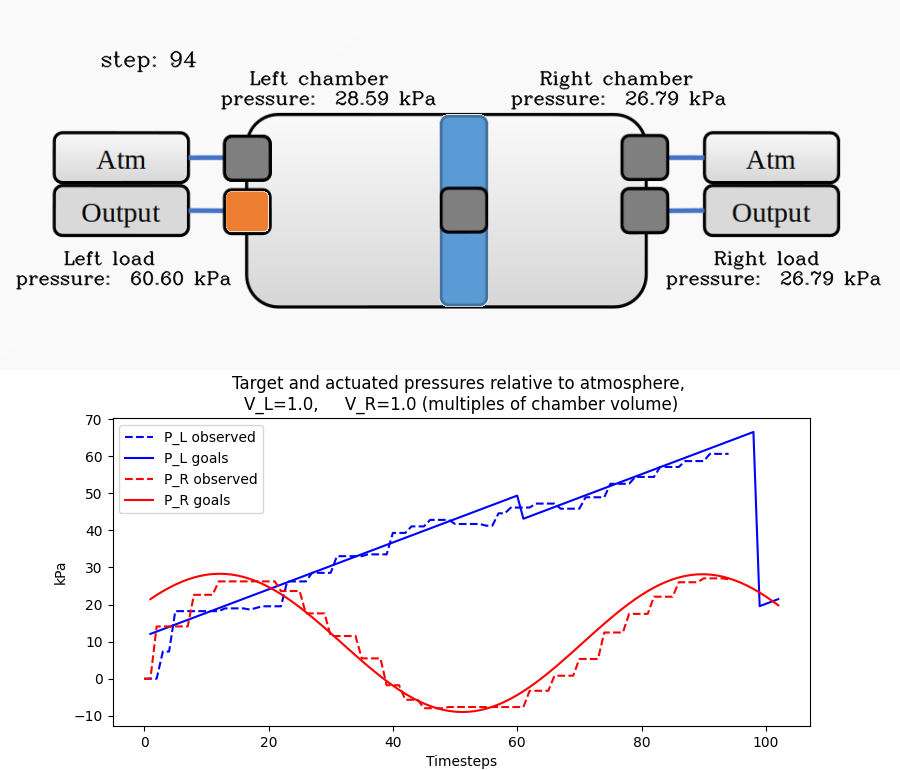 step: 94
Left chamber
pressure: 28.59 kPa
Right chamber
pressure: 26.79 kPa
Atm
Output
Atm
Output
Left load
pressure: 60.60 kPa
Right load
pressure: 26.79 kPa
Target and actuated pressures relative to atmosphere,
V_L=1.0, V_R=1.0 (multiples of chamber volume)
P_L observed
P_L goals
P_R observed
P_R goals
kPa
70
60
50
40
30
20
10
0
−10
0 20 40 60 80 100
Timesteps